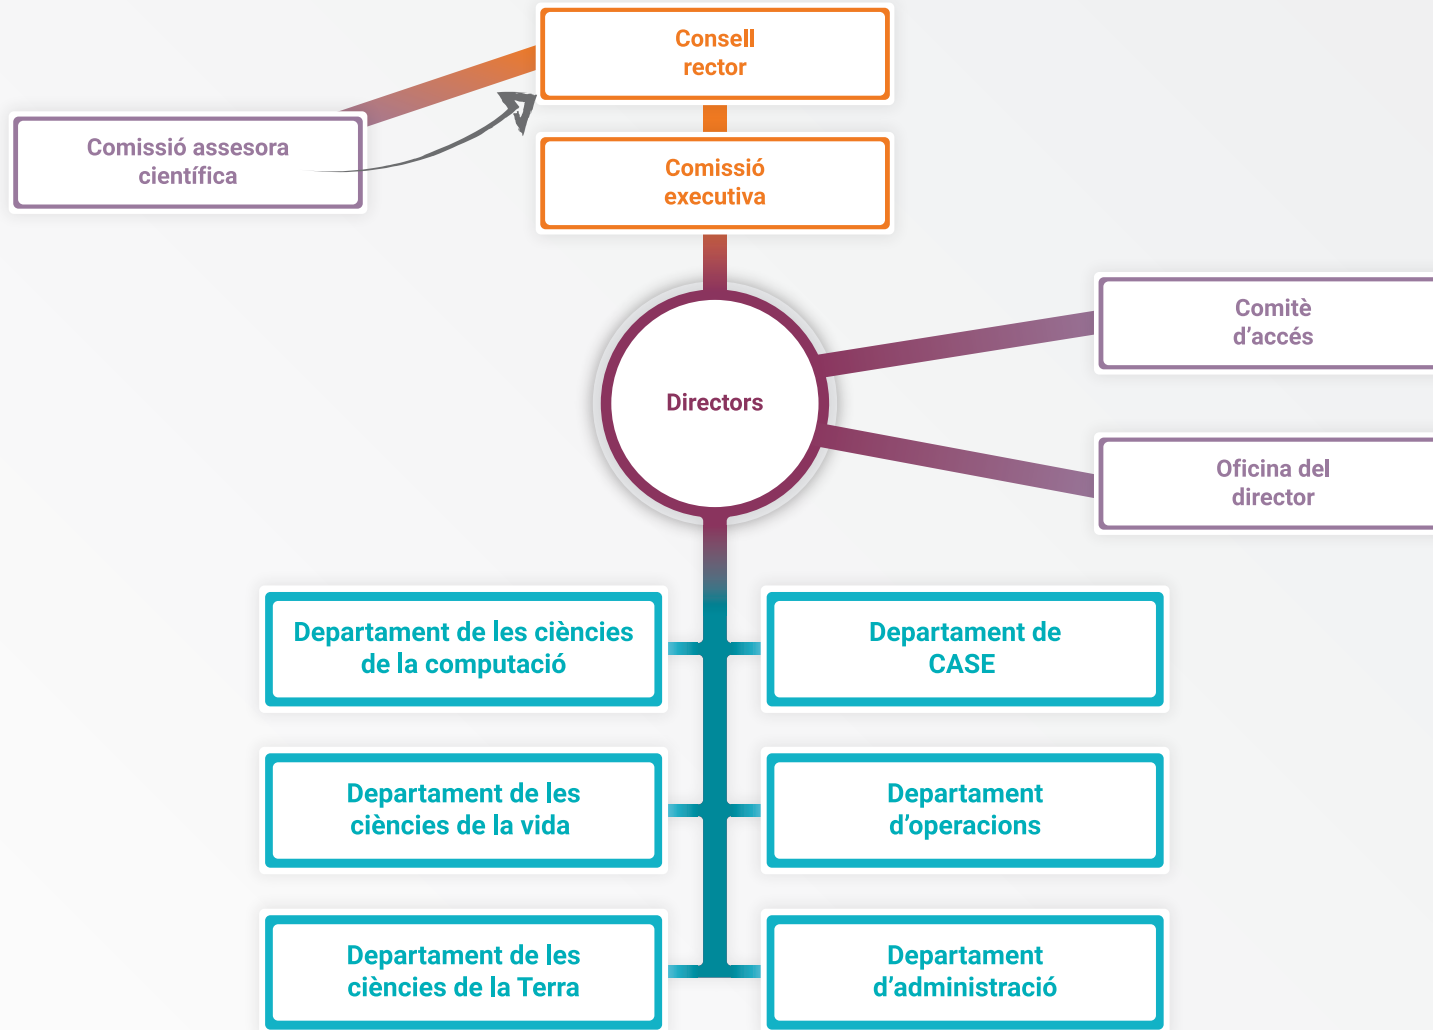 Consell
rector
Comissió assesora
científica
Comissió
executiva
Comitè
d’accés
Directors
Oficina del
director
Departament de les ciències
de la computació
Departament de
CASE
Departament de les
ciències de la vida
Departament
d’operacions
Departament de les
ciències de la Terra
Departament
d’administració